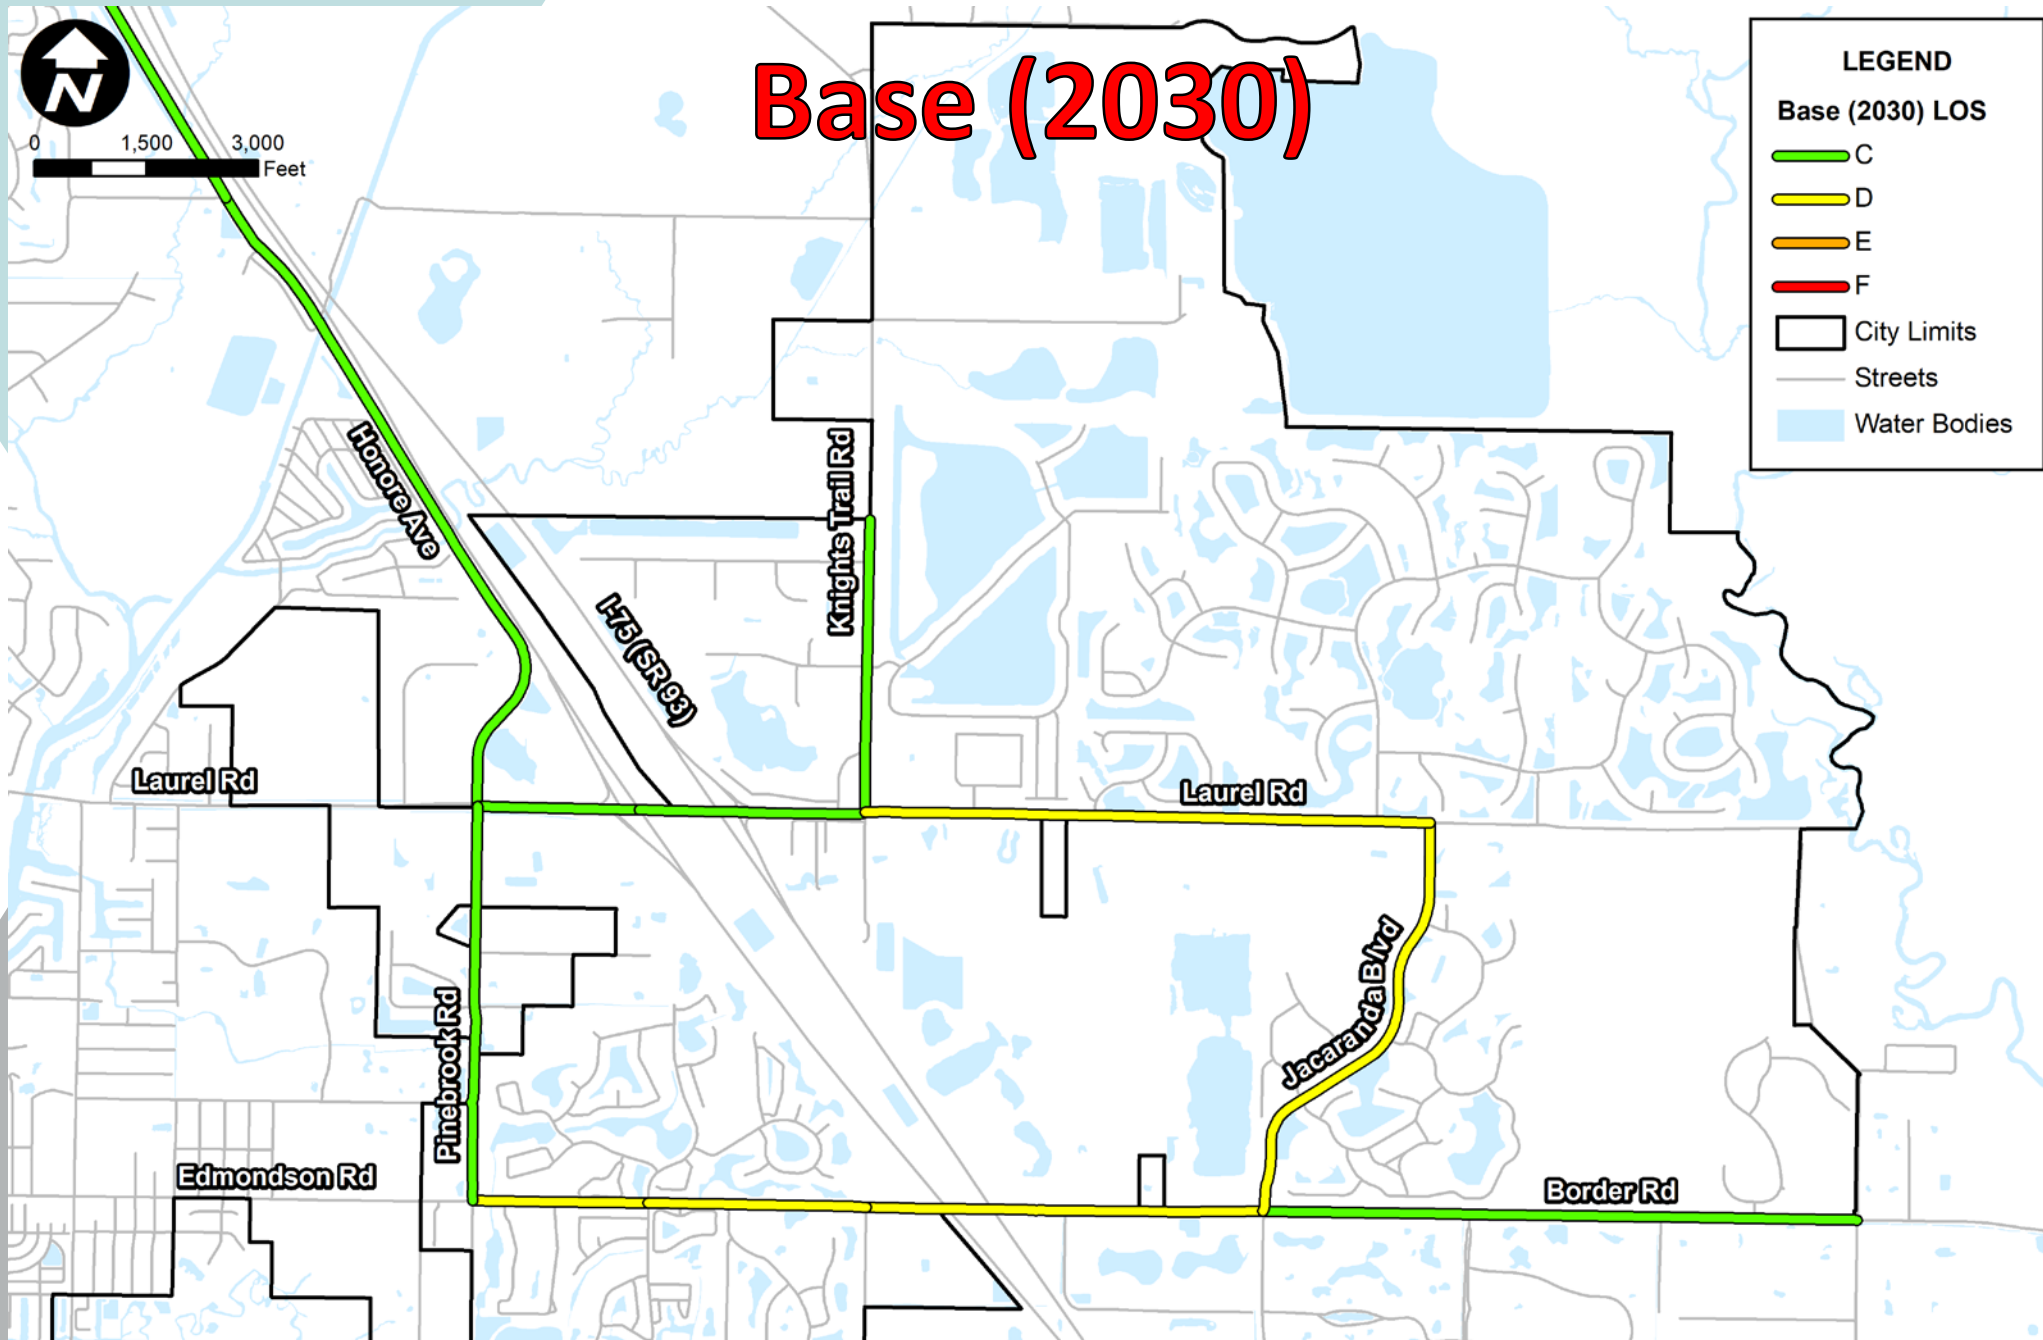 Base (2030)
N
0 1,500 3,000
Feet
LEGEND
Base (2030) LOS
C
D
E
F
City Limits
Streets
Water Bodies
Honore Ave
Knights Trail Rd
I-75 (SR 93)
Laurel Rd
Laurel Rd
Jacaranda Blvd
Pinebrook Rd
Edmondson Rd
Border Rd